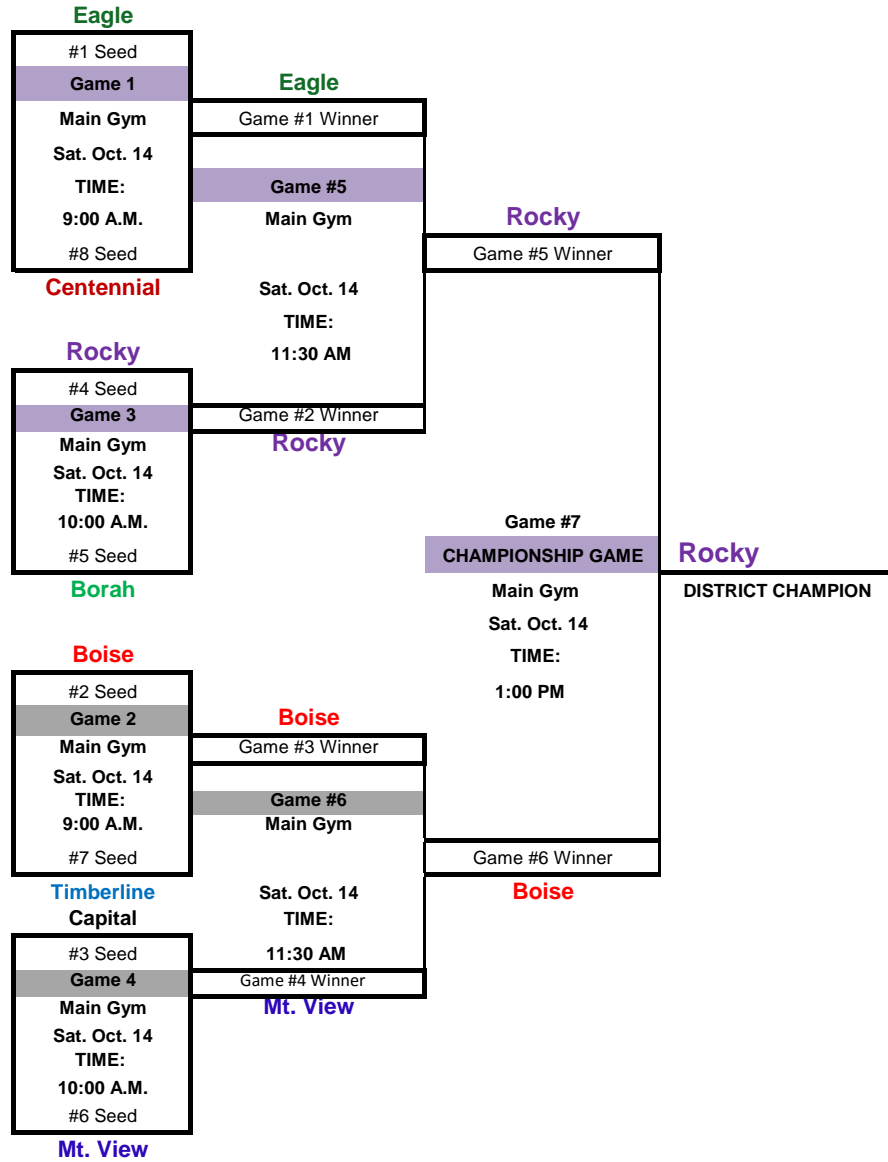 Eagle
#1 Seed
Game 1
Main Gym
Sat. Oct. 14
TIME:
9:00 A.M.
#8 Seed
Centennial
Rocky
#4 Seed
Game 3
Main Gym
Sat. Oct. 14
TIME:
10:00 A.M.
#5 Seed
Borah
Boise
#2 Seed
Game 2
Main Gym
Sat. Oct. 14
TIME:
9:00 A.M.
#7 Seed
Timberline
Capital
#3 Seed
Game 4
Main Gym
Sat. Oct. 14
TIME:
10:00 A.M.
#6 Seed
Mt. View
Eagle
Game #1 Winner
Game #5
Main Gym
Sat. Oct. 14
TIME:
11:30 AM
Game #2 Winner
Rocky
Boise
Game #3 Winner
Game #6
Main Gym
Sat. Oct. 14
TIME:
11:30 AM
Game #4 Winner
Mt. View
Rocky
Game #5 Winner
Game #7
CHAMPIONSHIP GAME
Main Gym
Sat. Oct. 14
TIME:
1:00 PM
Game #6 Winner
Boise
Rocky
DISTRICT CHAMPION